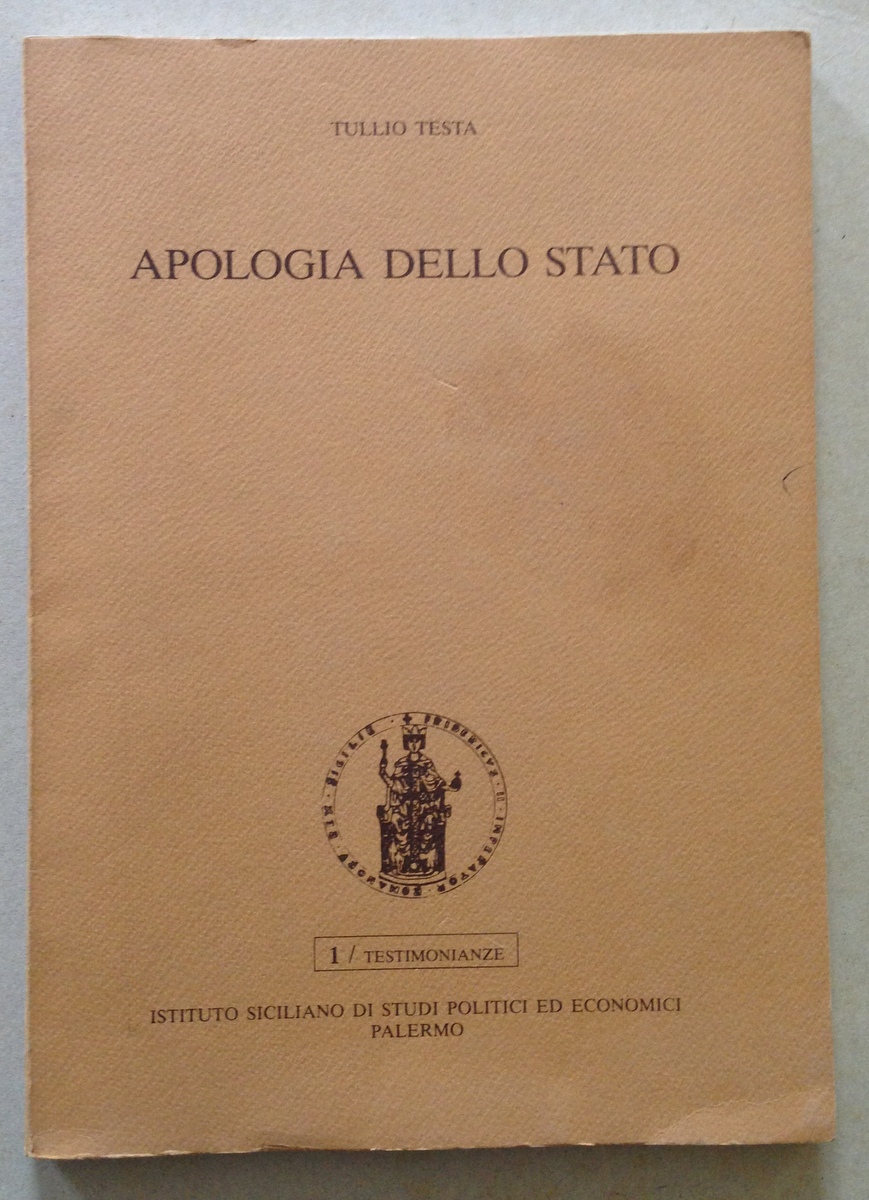 TULLIO TESTA
APOLOGIA DELLO STATO
1 / TESTIMONIANZE
ISTITUTO SICILIANO DI STUDI POLITICI ED ECONOMICI
PALERMO